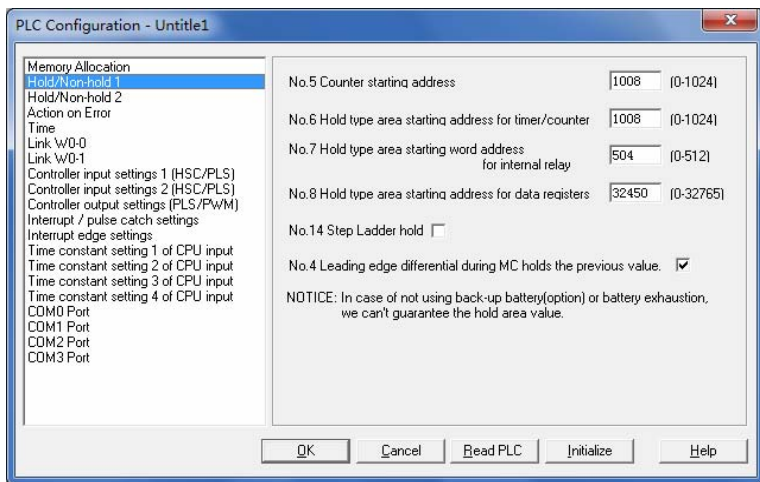 PLC Configuration - Untitle1
Memory Allocation
Hold/Non-hold 1
Hold/Non-hold 2
Action on Error
Time
Link W0-0
Link W0-1
Controller input settings 1 (HSC/PLS)
Controller input settings 2 (HSC/PLS)
Controller output settings (PLS/PWM)
Interrupt / pulse catch settings
Interrupt edge settings
Time constant setting 1 of CPU input
Time constant setting 2 of CPU input
Time constant setting 3 of CPU input
Time constant setting 4 of CPU input
COM0 Port
COM1 Port
COM2 Port
COM3 Port
No.5 Counter starting address 1008 (0-1024)
No.6 Hold type area starting address for timer/counter 1008 (0-1024)
No.7 Hold type area starting word address
for internal relay 504 (0-512)
No.8 Hold type area starting address for data registers 32450 (0-32765)
No.14 Step Ladder hold
No.4 Leading edge differential during MC holds the previous value.
NOTICE: In case of not using back-up battery(option) or battery exhaustion,
we can't guarantee the hold area value.
OK Cancel Read PLC Initialize Help